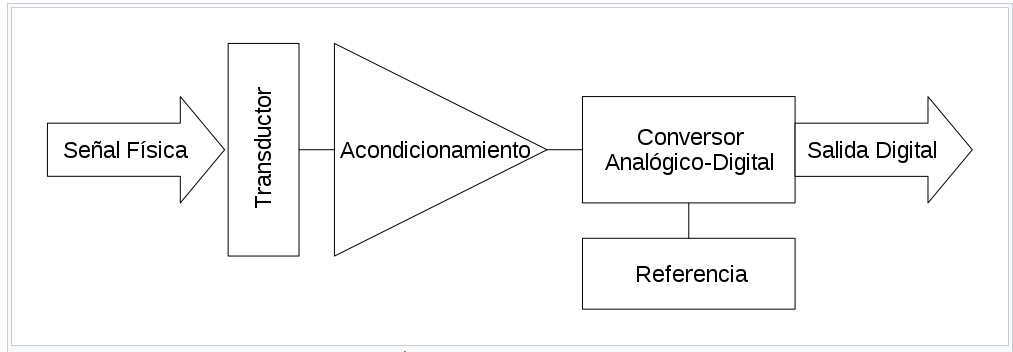 Señal Física
Transductor
Acondicionamiento
Conversor
Analógico-Digital
Salida Digital
Referencia